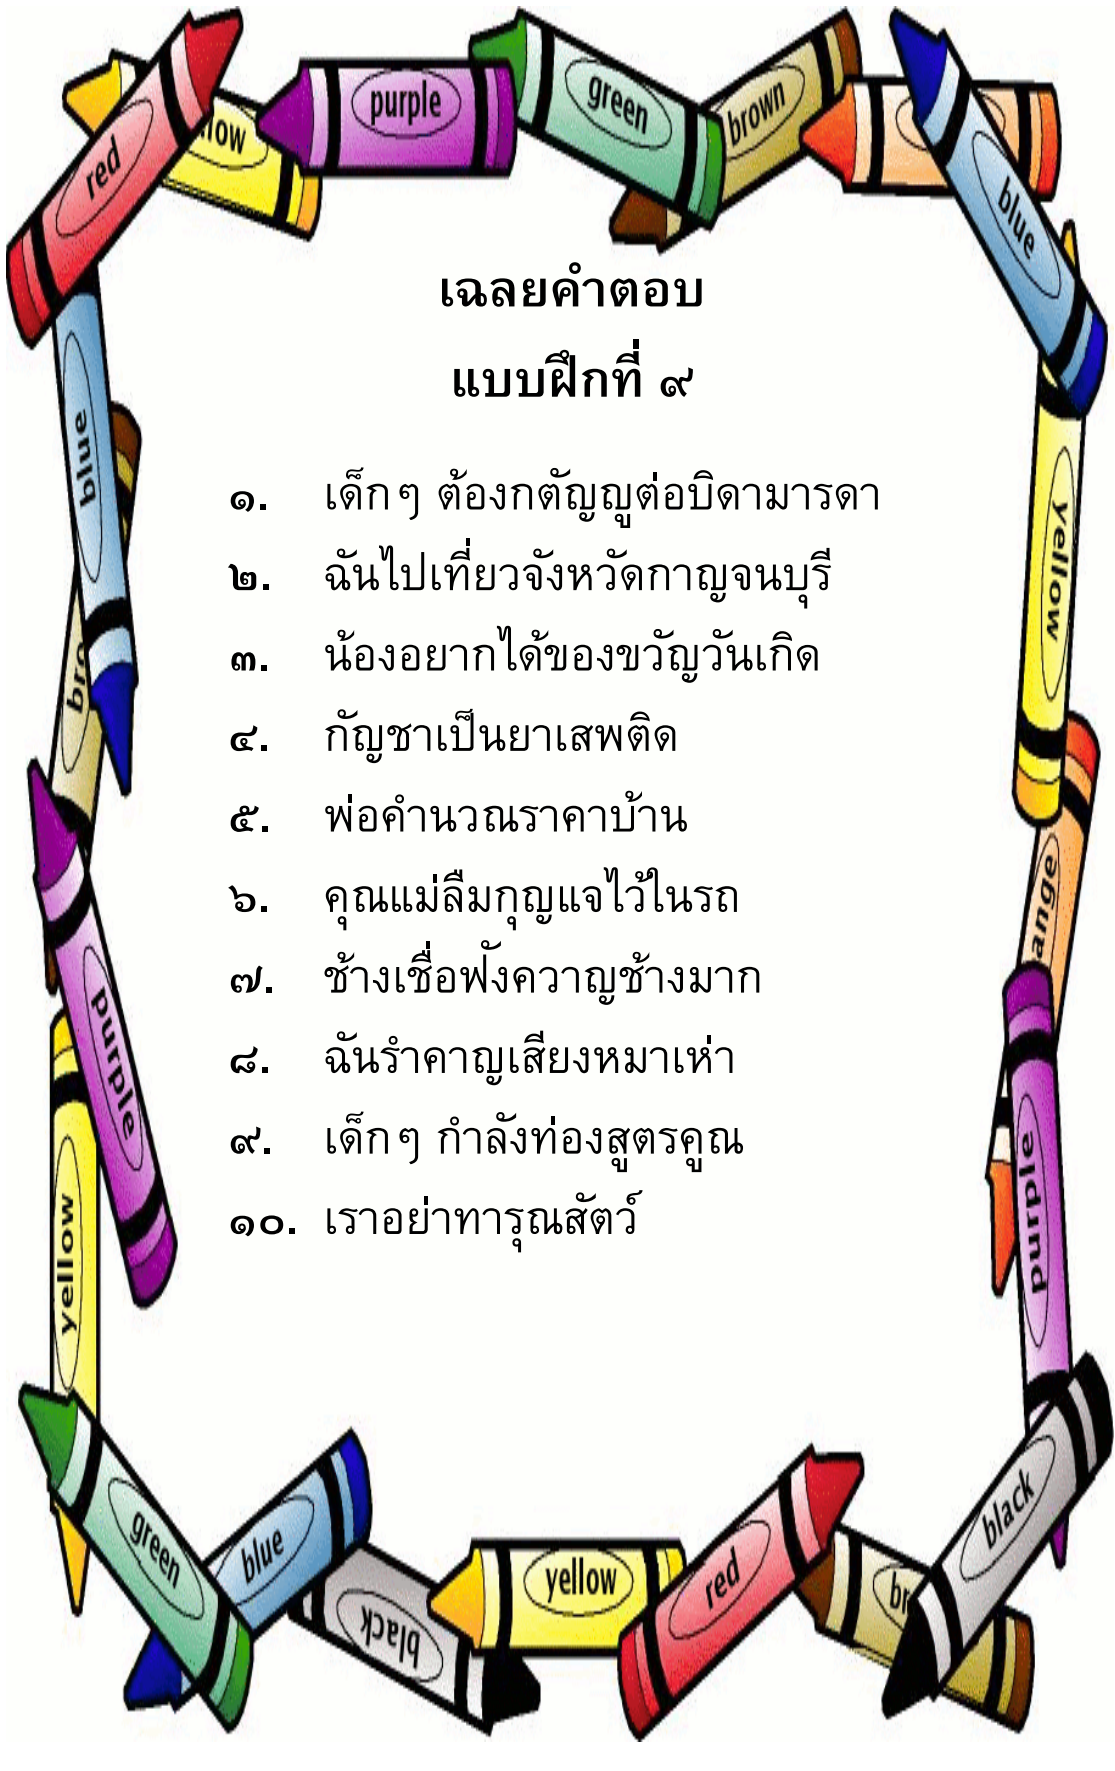 red
llow
purple
green
brown
blue
เฉลยคำตอบ
แบบฝึกที่ ๙
๑. เด็กๆ ต้องกตัญญูต่อบิดามารดา
๒. ฉันไปเที่ยวจังหวัดกาญจนบุรี
๓. น้องอยากได้ของขวัญวันเกิด
๔. กัญชาเป็นยาเสพติด
๕. พ่อคำนวณราคาบ้าน
๖. คุณแม่ลืมกุญแจไว้ในรถ
๗. ช้างเชื่อฟังควาญช้างมาก
๘. ฉันรำคาญเสียงหมาเห่า
๙. เด็กๆ กำลังท่องสูตรคูณ
๑๐. เราอย่าทารุณสัตว์
blue
bro
purple
yellow
yellow
ange
purple
green
blue
black
yellow
red
br
black